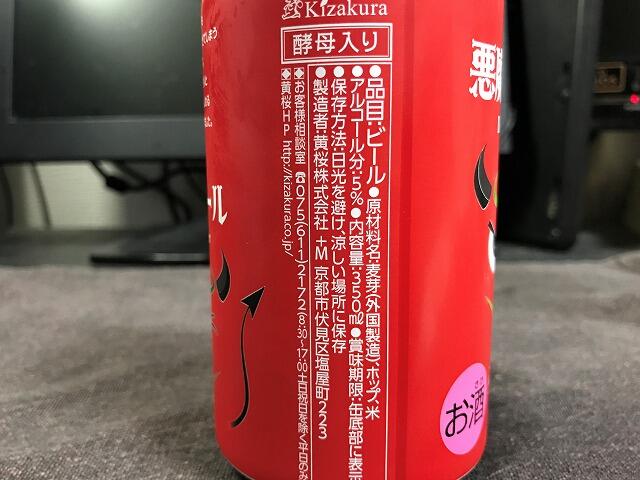 Kizakura
酵母入り
●品目:ビール●原材料名:麦芽(外国製造)、ホップ、米
●アルコール分:5%●内容量:350㎖●賞味期限:缶底部に表示
●保存方法:日光を避け、涼しい場所に保存
●製造者:黄桜株式会社 +M 京都市伏見区塩屋町223
◆お客様相談室 ☎075(611)2172(8:30〜17:00 土日祝日を除く平日のみ
◆黄桜HP http://kizakura.co.jp/
ール
悪
お酒